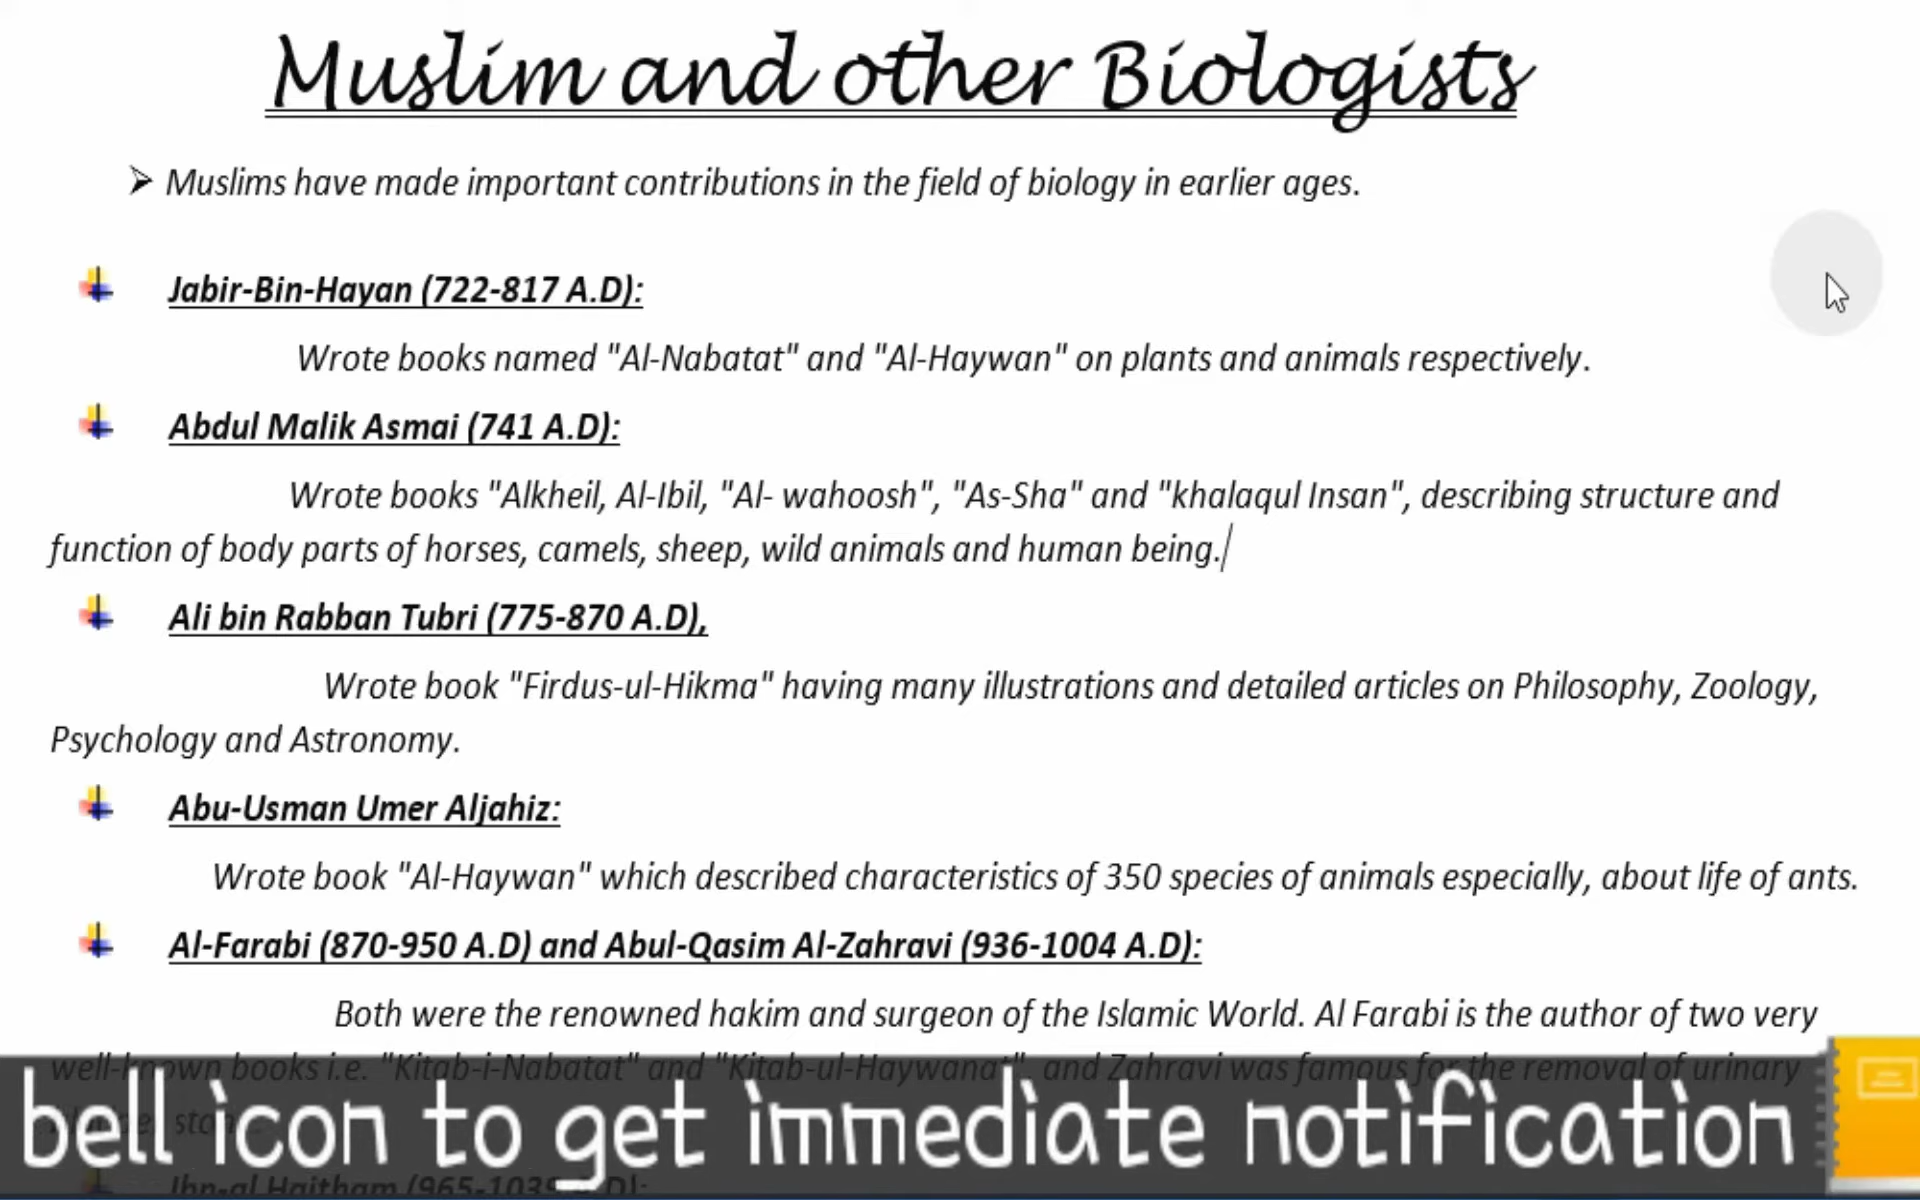 Muslim and other Biologists
➢ Muslims have made important contributions in the field of biology in earlier ages.
Jabir-Bin-Hayan (722-817 A.D):
Wrote books named "Al-Nabatat" and "Al-Haywan" on plants and animals respectively.
Abdul Malik Asmai (741 A.D):
Wrote books "Alkheil, Al-Ibil, "Al- wahoosh", "As-Sha" and "khalaqul Insan", describing structure and
function of body parts of horses, camels, sheep, wild animals and human being.
Ali bin Rabban Tubri (775-870 A.D),
Wrote book "Firdus-ul-Hikma" having many illustrations and detailed articles on Philosophy, Zoology,
Psychology and Astronomy.
Abu-Usman Umer Aljahiz:
Wrote book "Al-Haywan" which described characteristics of 350 species of animals especially, about life of ants.
Al-Farabi (870-950 A.D) and Abul-Qasim Al-Zahravi (936-1004 A.D):
Both were the renowned hakim and surgeon of the Islamic World. Al Farabi is the author of two very
well-known books i.e. "Kitab-i-Nabatat" and "Kitab-ul-Haywanat", and Zahravi was famous for the removal of urinary
bell icon to get immediate notification
Ibn-al Haitham (965-1039 A.D):